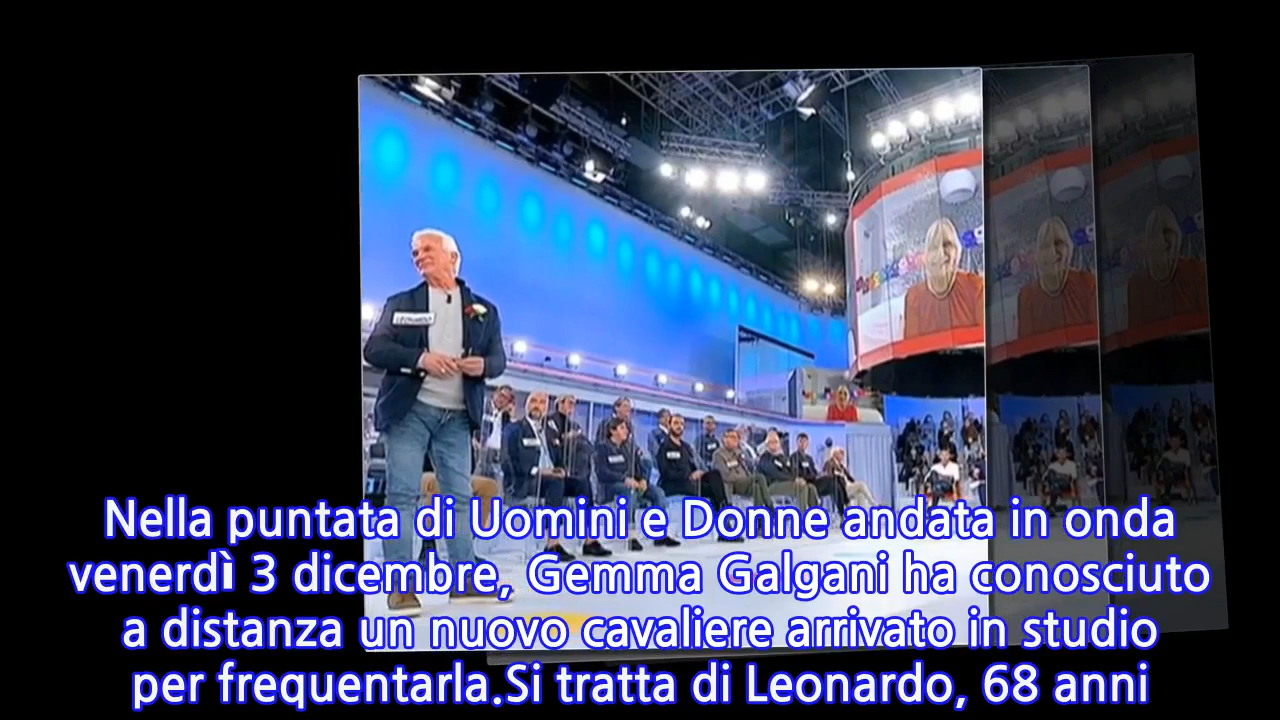 LEONARDO
Nella puntata di Uomini e Donne andata in onda
venerdì 3 dicembre, Gemma Galgani ha conosciuto
a distanza un nuovo cavaliere arrivato in studio
per frequentarla.Si tratta di Leonardo, 68 anni